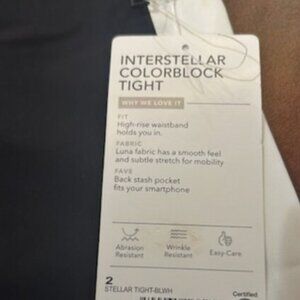 INTERSTELLAR
COLORBLOCK
TIGHT
WHY WE LOVE IT
FIT
High-rise waistband
holds you in.
FABRIC
Luna fabric has a smooth feel
and subtle stretch for mobility
FAVE
Back stash pocket
fits your smartphone
Abrasion
Resistant
Wrinkle
Resistant
Easy-Care
2
STELLAR TIGHT-BLWH
Certified